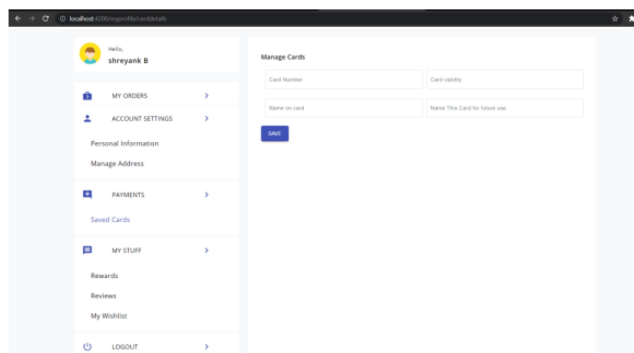 localhost:4200/myprofile/carddetails
Hello,
shreyank B
MY ORDERS
ACCOUNT SETTINGS
Personal Information
Manage Address
PAYMENTS
Saved Cards
MY STUFF
Rewards
Reviews
My Wishlist
LOGOUT
Manage Cards
Card Number
Card validity
Name on card
Name This Card for future use
SAVE